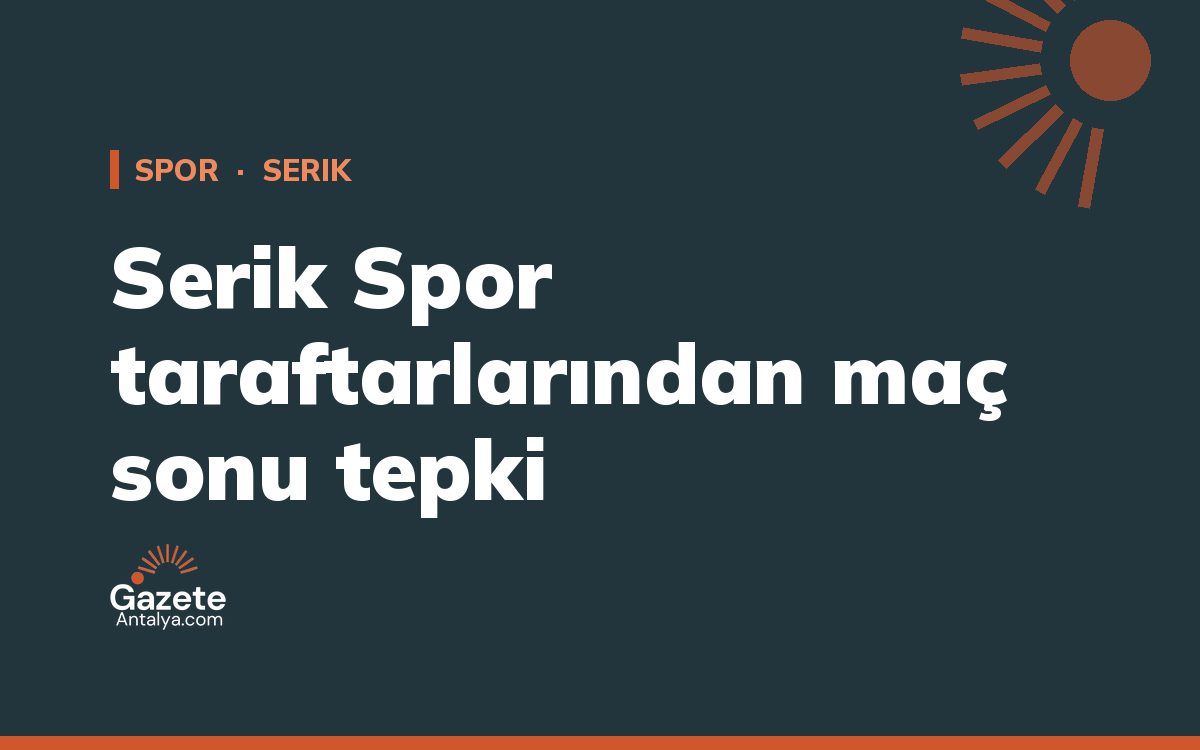 SPOR · SERIK
Serik Spor
taraftarlarından maç
sonu tepki
Gazete
Antalya.com